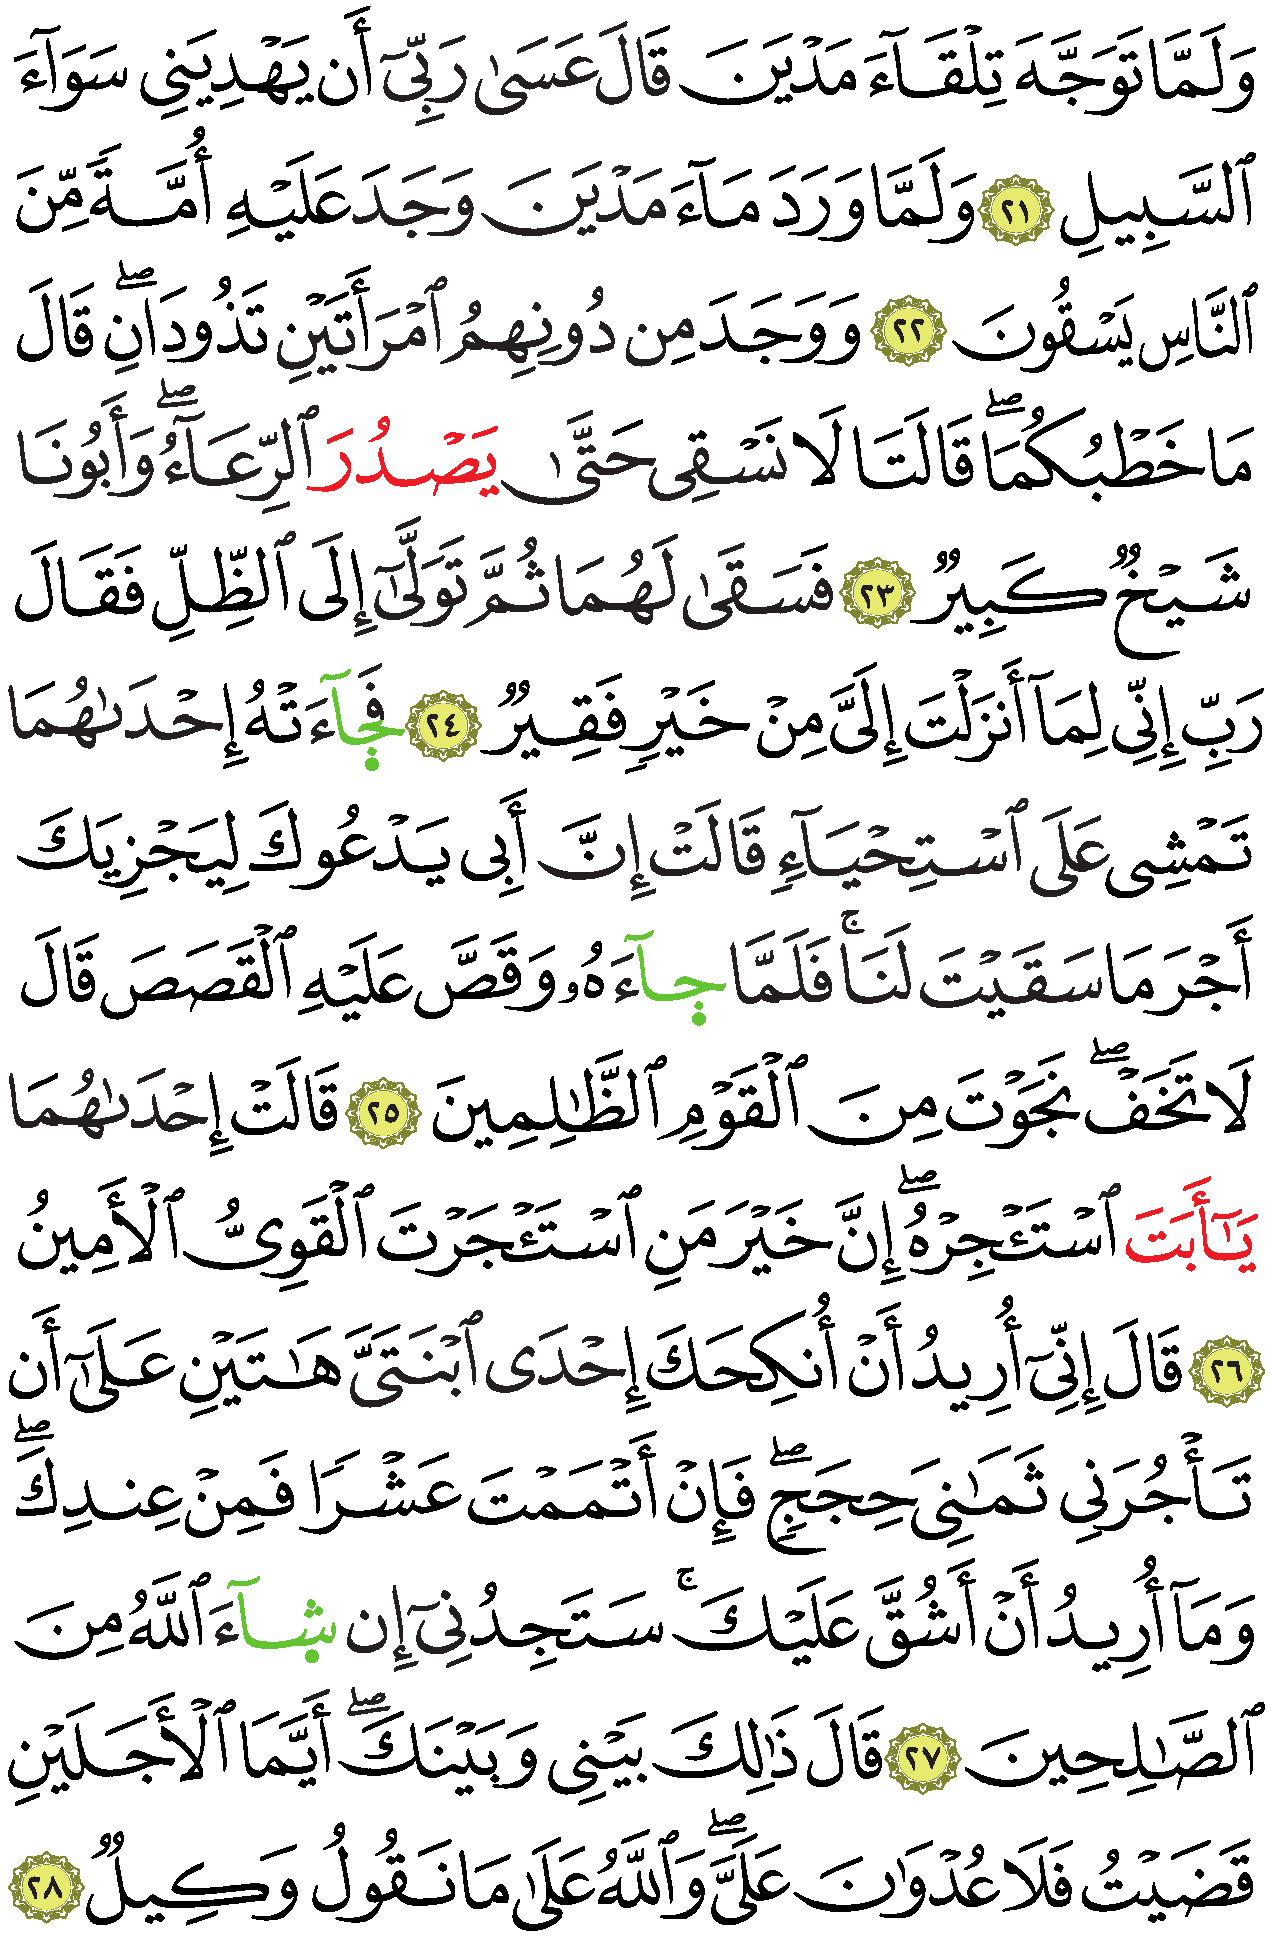 وَلَمَّا تَوَجَّهَ تِلْقَآءَ مَدْيَنَ قَالَ عَسَىٰ رَبِّىٓ أَن يَهْدِيَنِى سَوَآءَ
ٱلسَّبِيلِ ٢١ وَلَمَّا وَرَدَ مَآءَ مَدْيَنَ وَجَدَ عَلَيْهِ أُمَّةً مِّنَ
ٱلنَّاسِ يَسْقُونَ ٢٢ وَوَجَدَ مِن دُونِهِمُ ٱمْرَأَتَيْنِ تَذُودَانِۖ قَالَ
مَا خَطْبُكُمَاۖ قَالَتَا لَا نَسْقِى حَتَّىٰ يَصْدُرَ ٱلرِّعَآءُۖ وَأَبُونَا
شَيْخٌ كَبِيرٌ ٢٣ فَسَقَىٰ لَهُمَا ثُمَّ تَوَلَّىٰٓ إِلَى ٱلظِّلِّ فَقَالَ
رَبِّ إِنِّى لِمَآ أَنزَلْتَ إِلَىَّ مِنْ خَيْرٍ فَقِيرٌ ٢٤ فَجَآءَتْهُ إِحْدَىٰهُمَا
تَمْشِى عَلَى ٱسْتِحْيَآءٍ قَالَتْ إِنَّ أَبِى يَدْعُوكَ لِيَجْزِيَكَ
أَجْرَ مَا سَقَيْتَ لَنَاۚ فَلَمَّا جَآءَهُۥ وَقَصَّ عَلَيْهِ ٱلْقَصَصَ قَالَ
لَا تَخَفْۖ نَجَوْتَ مِنَ ٱلْقَوْمِ ٱلظَّٰلِمِينَ ٢٥ قَالَتْ إِحْدَىٰهُمَا
يَٰٓأَبَتَ ٱسْتَـْٔجِرْهُۖ إِنَّ خَيْرَ مَنِ ٱسْتَـْٔجَرْتَ ٱلْقَوِىُّ ٱلْأَمِينُ
٢٦ قَالَ إِنِّىٓ أُرِيدُ أَنْ أُنكِحَكَ إِحْدَى ٱبْنَتَىَّ هَٰتَيْنِ عَلَىٰٓ أَن
تَأْجُرَنِى ثَمَٰنِىَ حِجَجٍۖ فَإِنْ أَتْمَمْتَ عَشْرًا فَمِنْ عِندِكَۖ
وَمَآ أُرِيدُ أَنْ أَشُقَّ عَلَيْكَۚ سَتَجِدُنِىٓ إِن شَآءَ ٱللَّهُ مِنَ
ٱلصَّٰلِحِينَ ٢٧ قَالَ ذَٰلِكَ بَيْنِى وَبَيْنَكَۖ أَيَّمَا ٱلْأَجَلَيْنِ
قَضَيْتُ فَلَا عُدْوَٰنَ عَلَىَّۖ وَٱللَّهُ عَلَىٰ مَا نَقُولُ وَكِيلٌ ٢٨